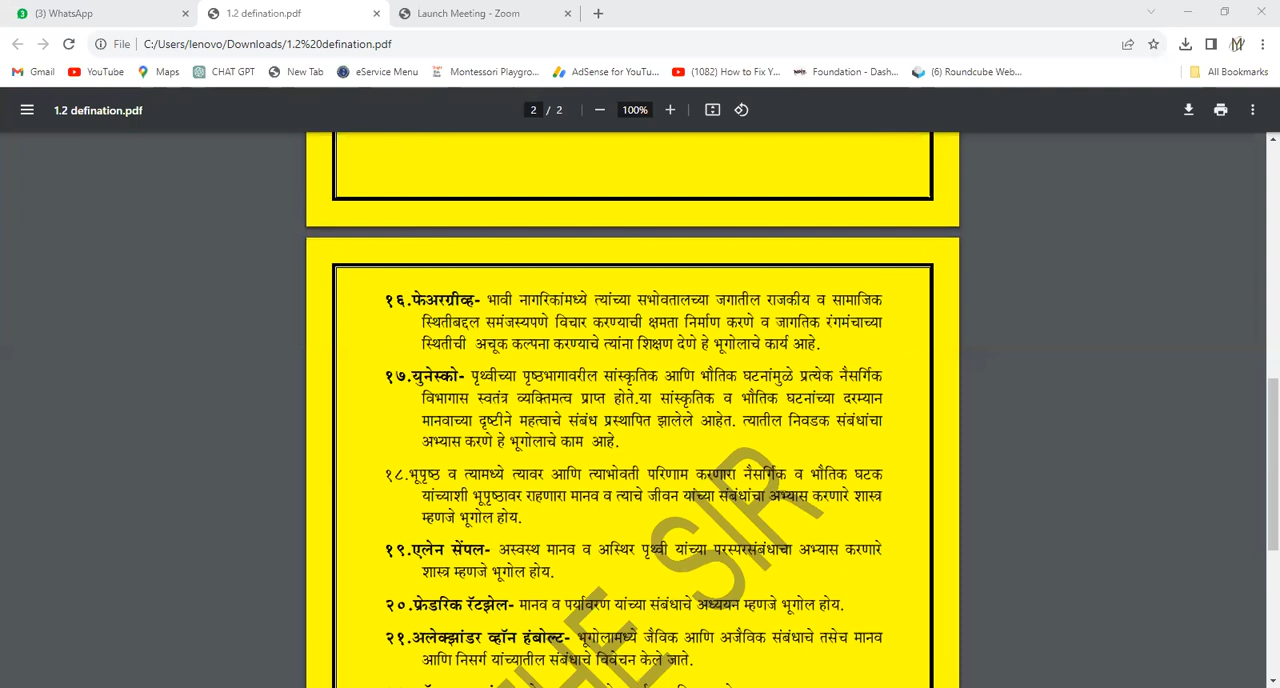 (3) WhatsApp
1.2 defination.pdf
Launch Meeting - Zoom
File
C:/Users/lenovo/Downloads/1.2%20defination.pdf
Gmail
YouTube
Maps
CHAT GPT
New Tab
eService Menu
Montessori Playgro...
AdSense for YouTu...
(1082) How to Fix Y...
Foundation - Dash...
(6) Roundcube Web...
All Bookmarks
1.2 defination.pdf
2 / 2
100%
१६.फेअरग्रीव्ह- भावी नागरिकांमध्ये त्यांच्या सभोवतालच्या जगातील राजकीय व सामाजिक
स्थितीबद्दल समंजस्यपणे विचार करण्याची क्षमता निर्माण करणे व जागतिक रंगमंचाच्या
स्थितीची अचूक कल्पना करण्याचे त्यांना शिक्षण देणे हे भूगोलाचे कार्य आहे.
१७.युनेस्को- पृथ्वीच्या पृष्ठभागावरील सांस्कृतिक आणि भौतिक घटनांमुळे प्रत्येक नैसर्गिक
विभागास स्वतंत्र व्यक्तिमत्व प्राप्त होते.या सांस्कृतिक व भौतिक घटनांच्या दरम्यान
मानवाच्या दृष्टीने महत्वाचे संबंध प्रस्थापित झालेले आहेत. त्यातील निवडक संबंधांचा
अभ्यास करणे हे भूगोलाचे काम आहे.
१८.भूपृष्ठ व त्यामध्ये त्यावर आणि त्याभोवती परिणाम करणारा नैसर्गिक व भौतिक घटक
यांच्याशी भूपृष्ठावर राहणारा मानव व त्याचे जीवन यांच्या संबंधांचा अभ्यास करणारे शास्त्र
म्हणजे भूगोल होय.
१९.एलेन सेंपल- अस्वस्थ मानव व अस्थिर पृथ्वी यांच्या परस्परसंबंधाचा अभ्यास करणारे
शास्त्र म्हणजे भूगोल होय.
२०.फ्रेडरिक रॅटझेल- मानव व पर्यावरण यांच्या संबंधाचे अध्ययन म्हणजे भूगोल होय.
२१.अलेक्झांडर व्हॉन हंबोल्ट- भूगोलामध्ये जैविक आणि अजैविक संबंधाचे तसेच मानव
आणि निसर्ग यांच्यातील संबंधाचे विवेचन केले जाते.
THE SIR